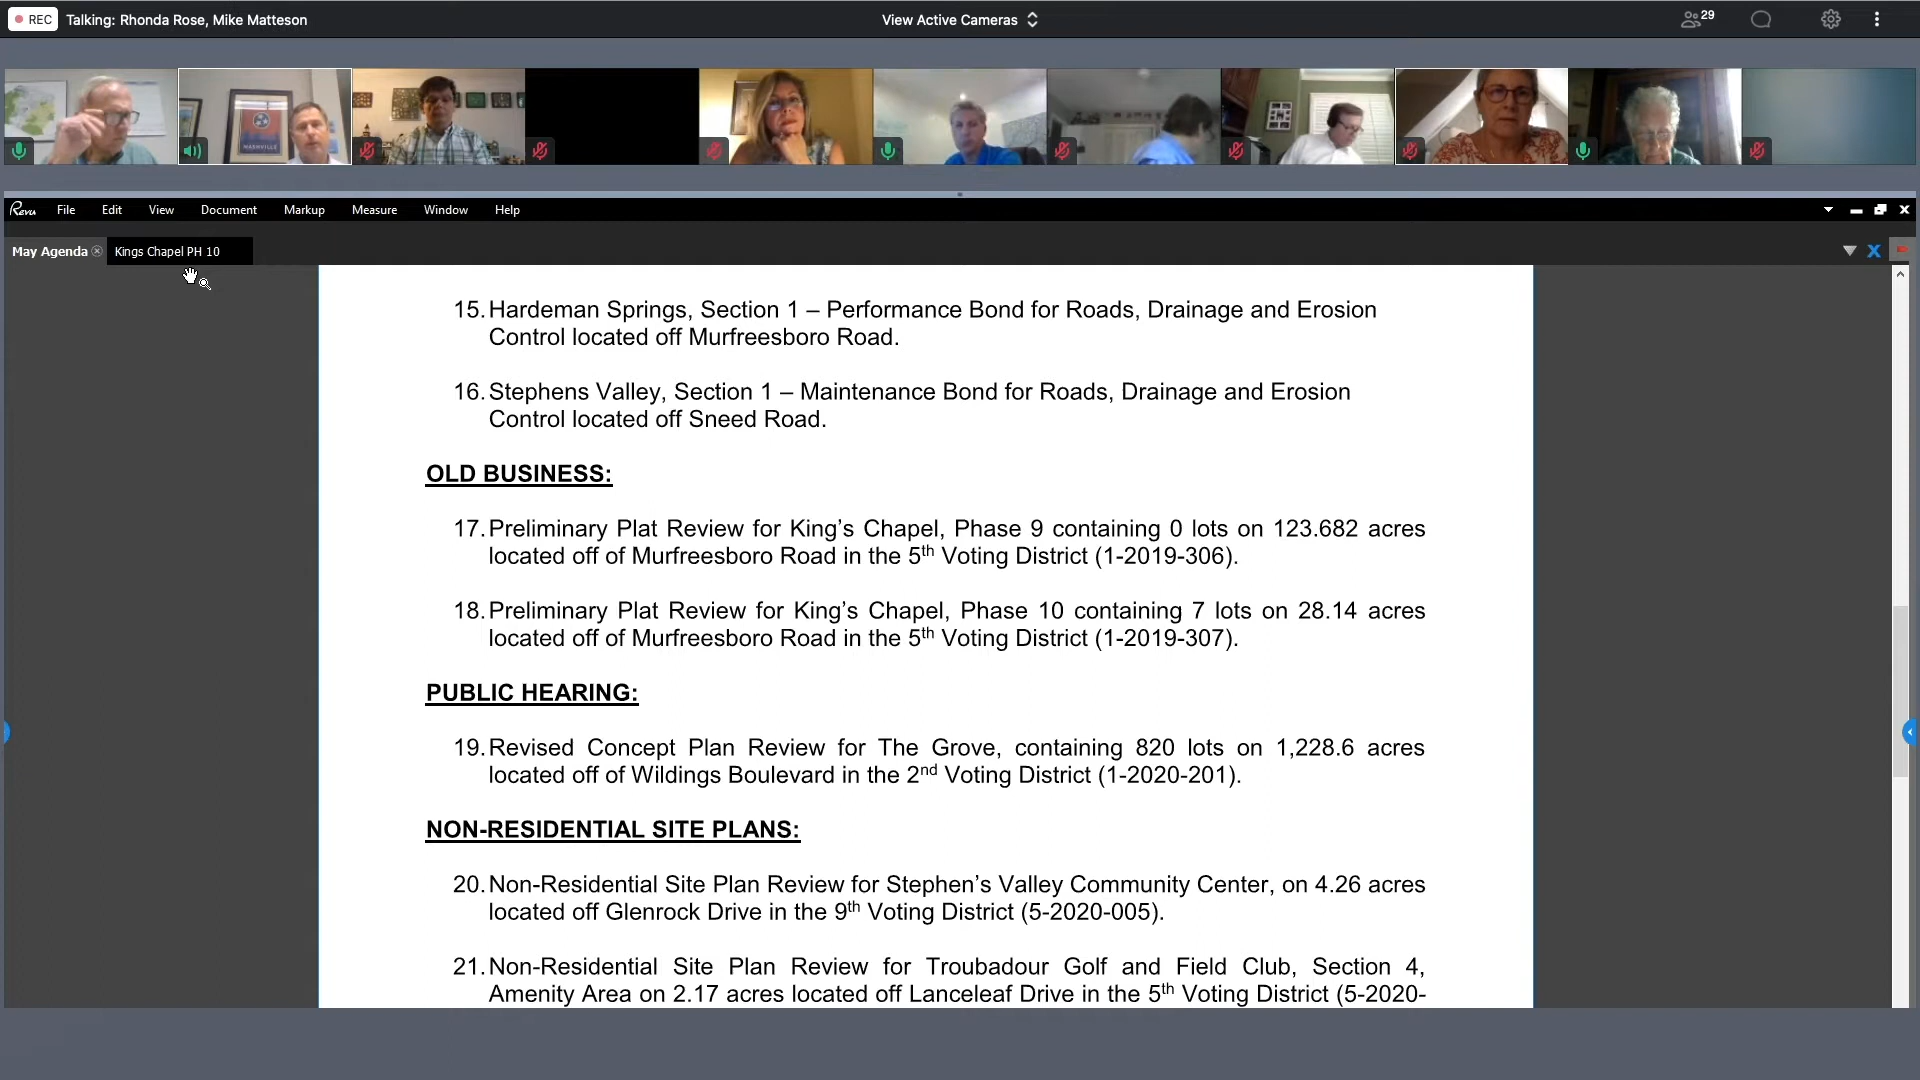 REC Talking: Rhonda Rose, Mike Matteson View Active Cameras 29
NASHVILLE
Revu File Edit View Document Markup Measure Window Help
May Agenda Kings Chapel PH 10
15. Hardeman Springs, Section 1 – Performance Bond for Roads, Drainage and Erosion
Control located off Murfreesboro Road.
16. Stephens Valley, Section 1 – Maintenance Bond for Roads, Drainage and Erosion
Control located off Sneed Road.
OLD BUSINESS:
17. Preliminary Plat Review for King’s Chapel, Phase 9 containing 0 lots on 123.682 acres
located off of Murfreesboro Road in the 5th Voting District (1-2019-306).
18. Preliminary Plat Review for King’s Chapel, Phase 10 containing 7 lots on 28.14 acres
located off of Murfreesboro Road in the 5th Voting District (1-2019-307).
PUBLIC HEARING:
19. Revised Concept Plan Review for The Grove, containing 820 lots on 1,228.6 acres
located off of Wildings Boulevard in the 2nd Voting District (1-2020-201).
NON-RESIDENTIAL SITE PLANS:
20. Non-Residential Site Plan Review for Stephen’s Valley Community Center, on 4.26 acres
located off Glenrock Drive in the 9th Voting District (5-2020-005).
21. Non-Residential Site Plan Review for Troubadour Golf and Field Club, Section 4,
Amenity Area on 2.17 acres located off Lanceleaf Drive in the 5th Voting District (5-2020-